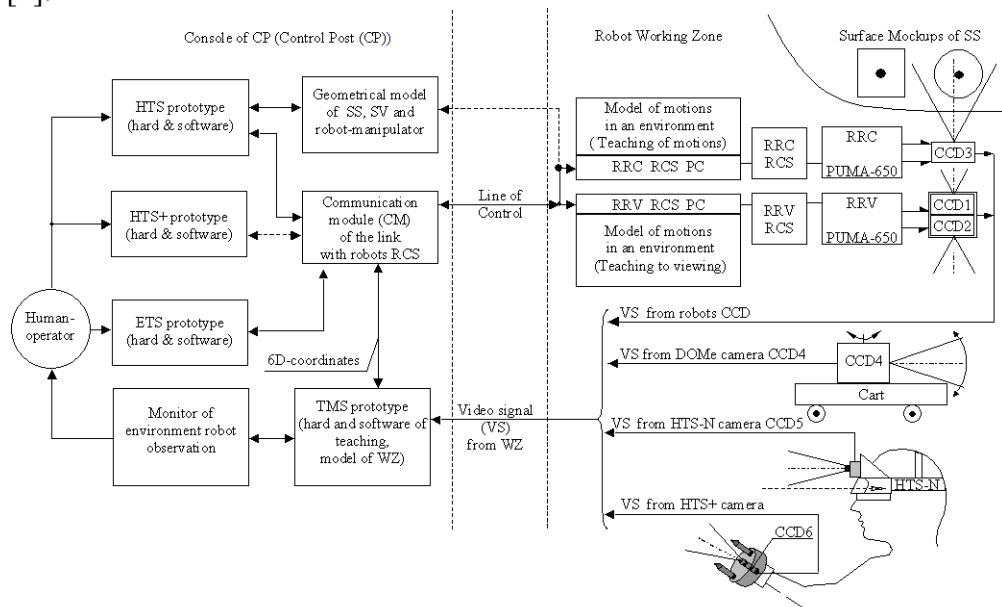 Console of CP (Control Post (CP))
Robot Working Zone
Surface Mockups of SS
HTS prototype
(hard & software)
Geometrical model
of SS, SV and
robot-manipulator
Model of motions
in an environment
( Teaching of motions)
RRC RCS PC
RRC
RCS
RRC
PUMA-650
CCD3
HTS+ prototype
(hard & software)
Communication
module (CM)
of the link
with robots RCS
Line of
Control
RRV RCS PC
Model of motions
in an environment
(Teaching to viewing)
RRV
RCS
RRV
PUMA-650
CCD1
CCD2
Human-
operator
ETS prototype
(hard & software)
6D-coordinates
VS from robots CCD
VS from DOMe camera CCD4
CCD4
Cart
Monitor of
environment robot
observation
TMS prototype
(hard and software of
teaching,
model of WZ)
Video signal
(VS)
from WZ
VS from HTS-N camera CCD5
HTS-N
VS from HTS+ camera
CCD6